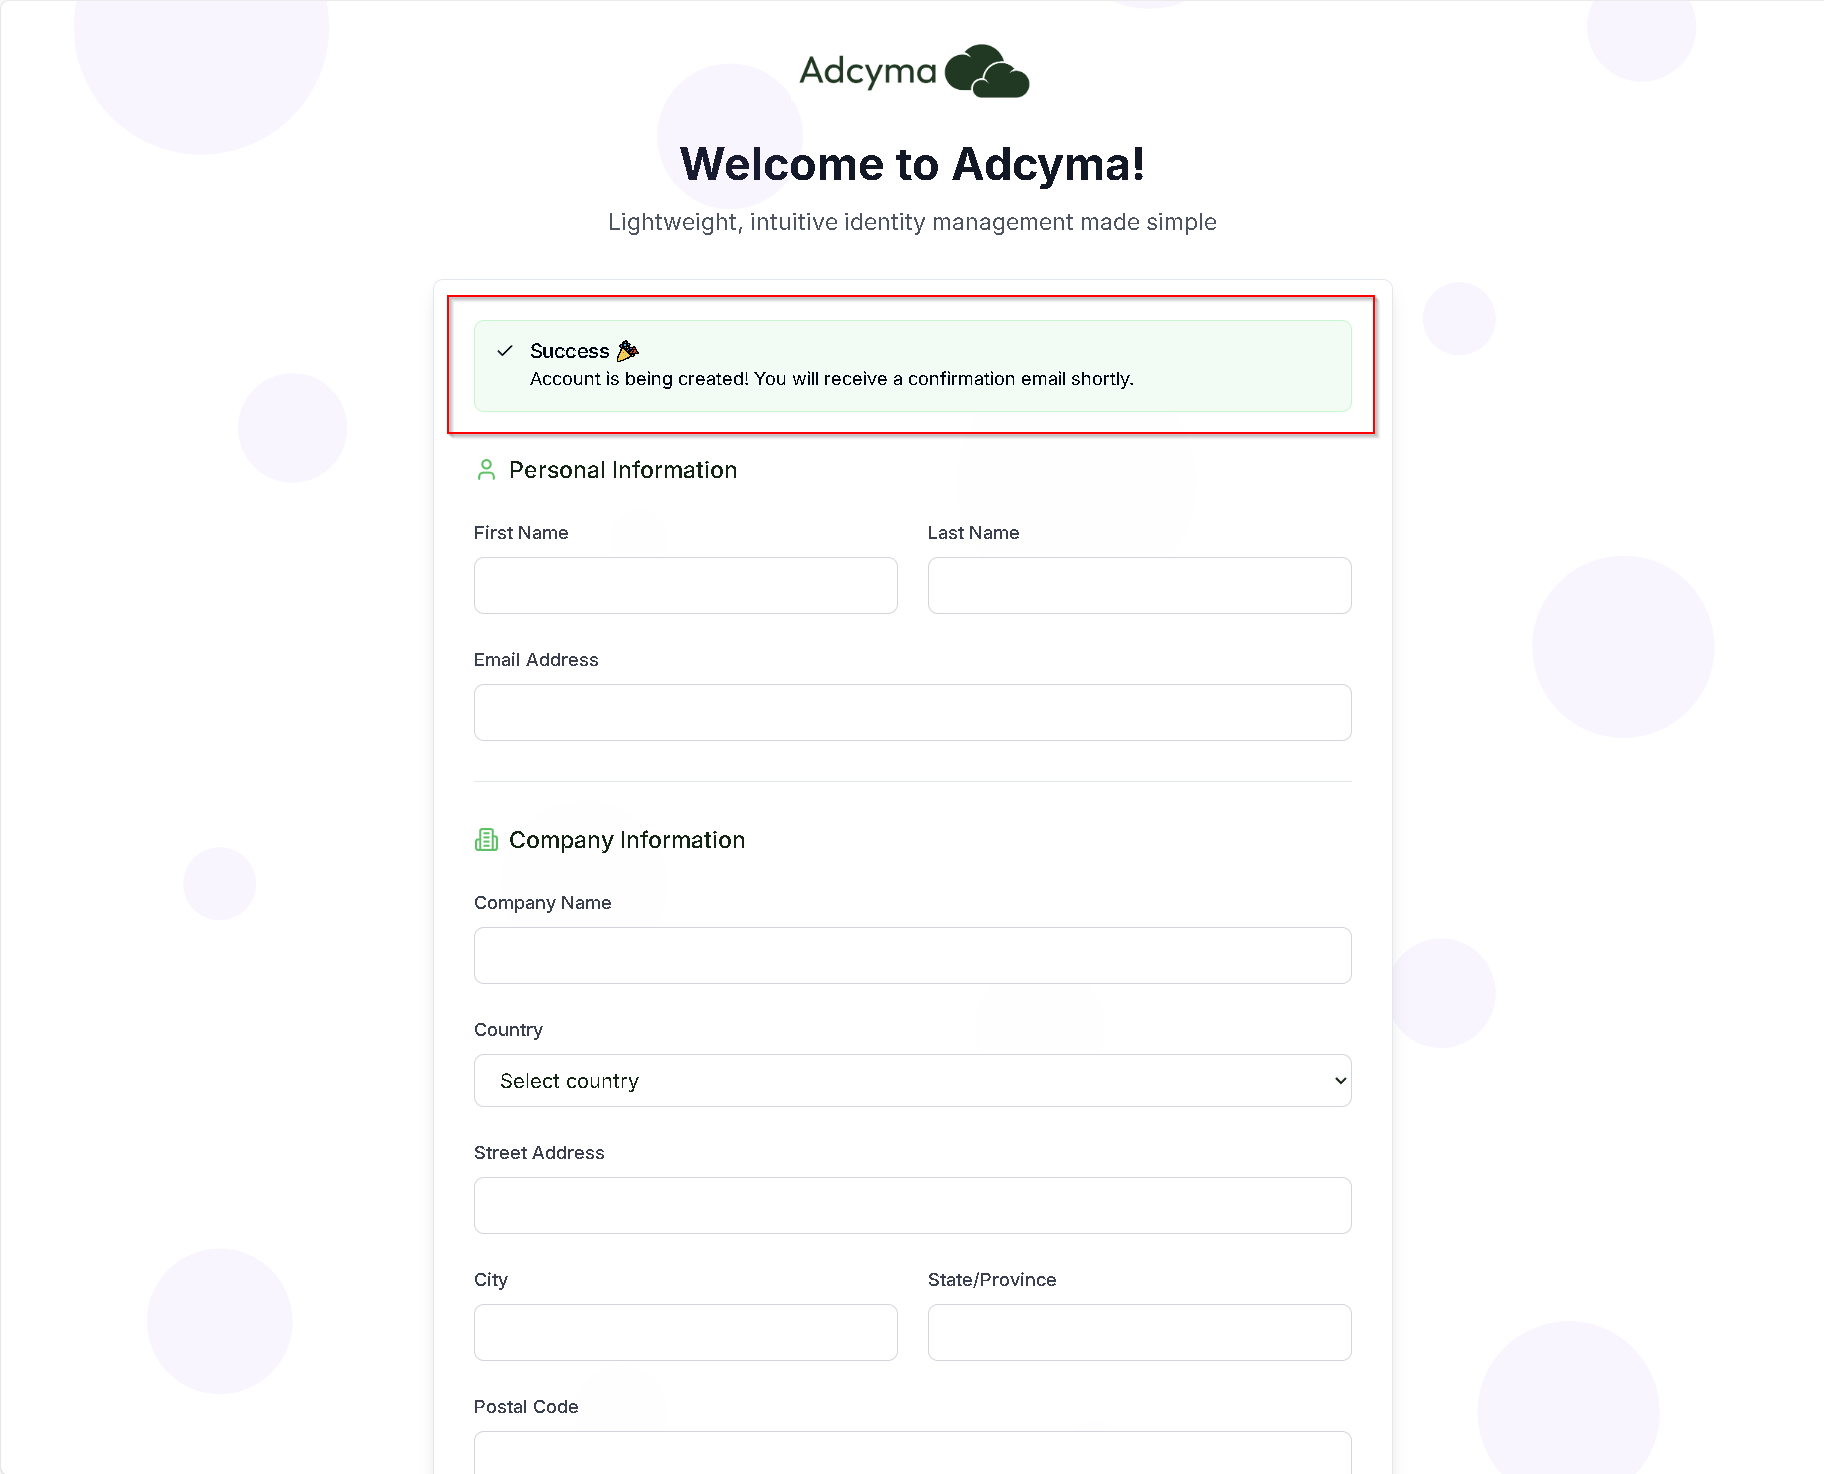 Adcyma
Welcome to Adcyma!
Lightweight, intuitive identity management made simple
Success 🎉
Account is being created! You will receive a confirmation email shortly.
Personal Information
First Name
Last Name
Email Address
Company Information
Company Name
Country
Select country
Street Address
City
State/Province
Postal Code